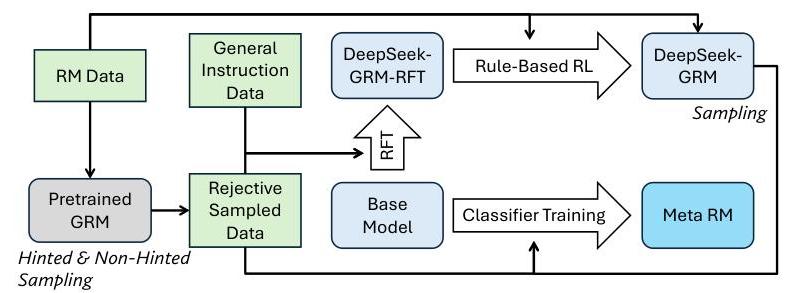 RM Data
General
Instruction
Data
DeepSeek-
GRM-RFT
Rule-Based RL
DeepSeek-
GRM
Sampling
RFT
Pretrained
GRM
Hinted & Non-Hinted
Sampling
Rejective
Sampled
Data
Base
Model
Classifier Training
Meta RM